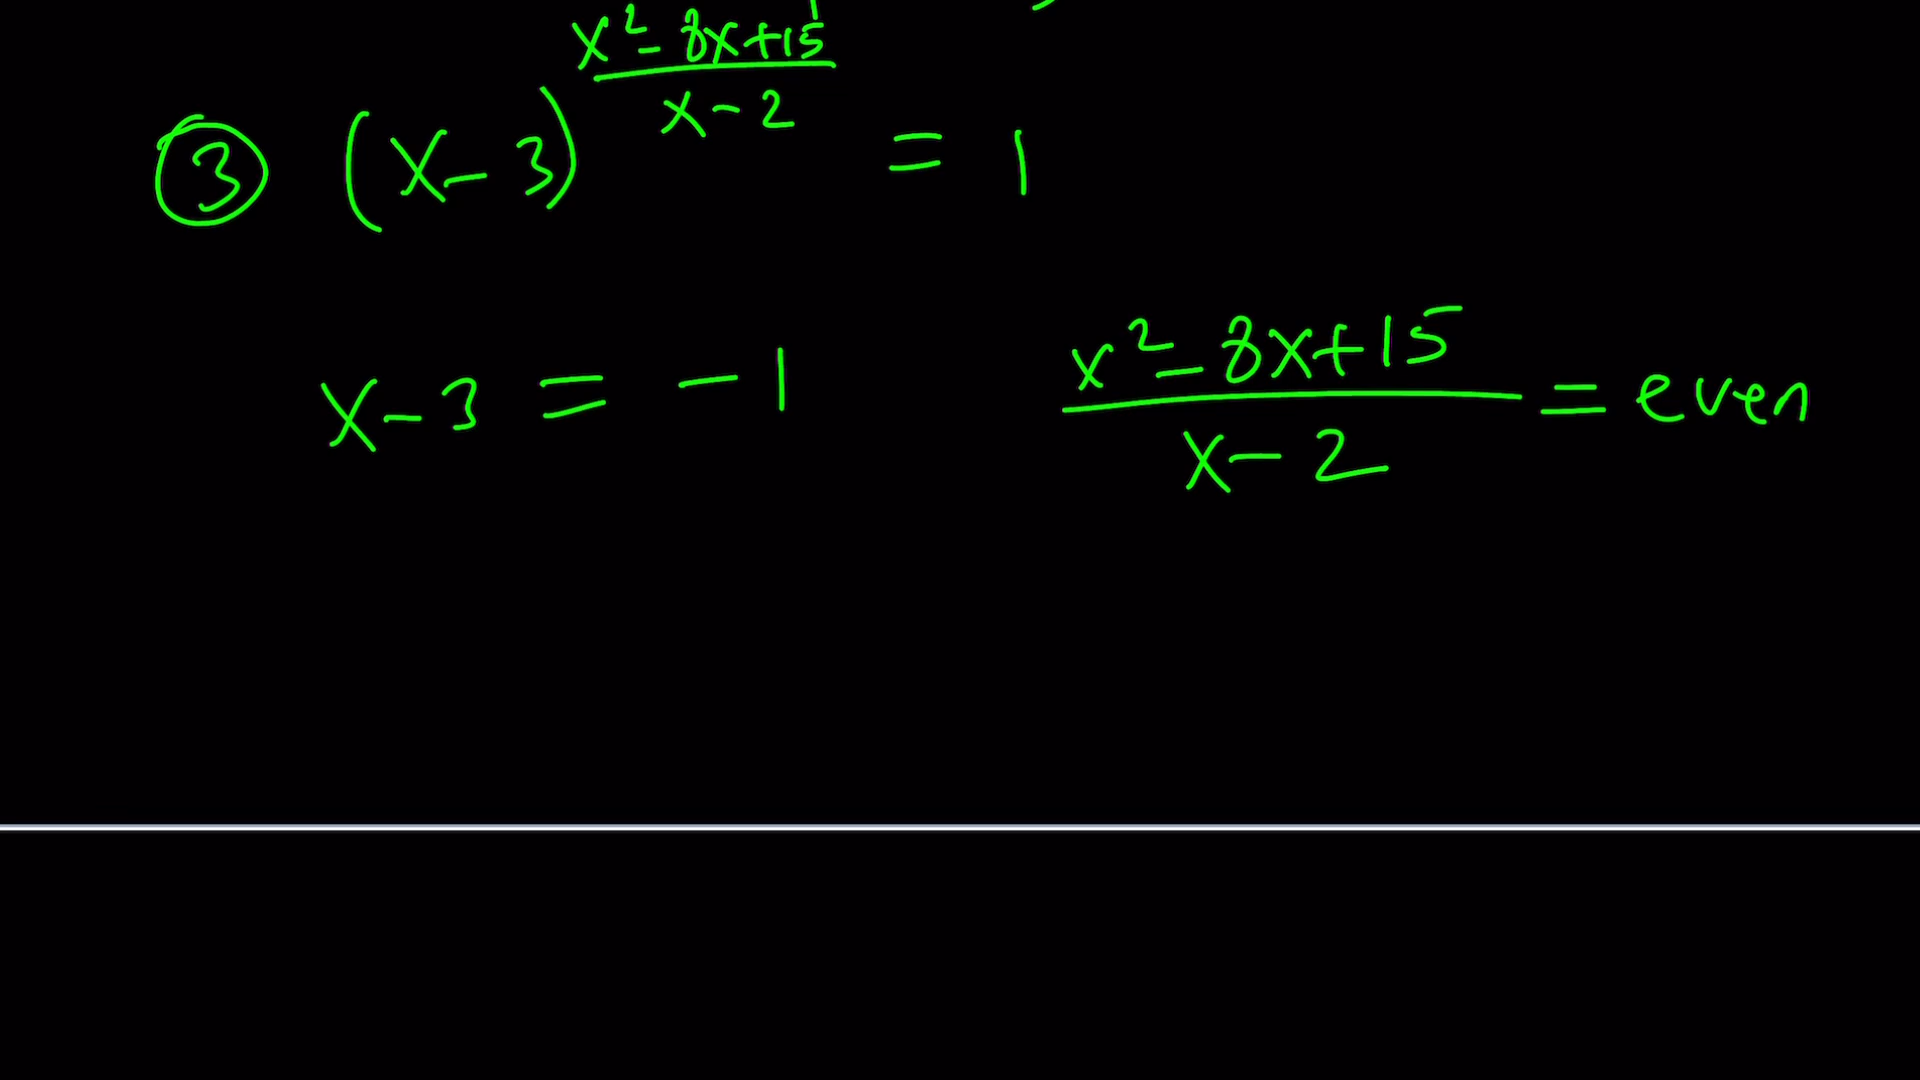 ③ (x-3)^((x²-8x+15)/(x-2)) = 1
x-3 = -1
(x²-8x+15)/(x-2) = even